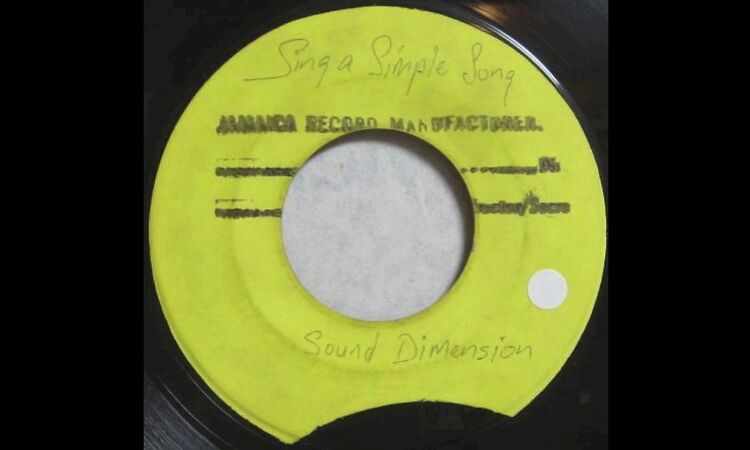 Sing a Simple Song
JAMAICA RECORD MANUFACTURER.
Sound Dimension